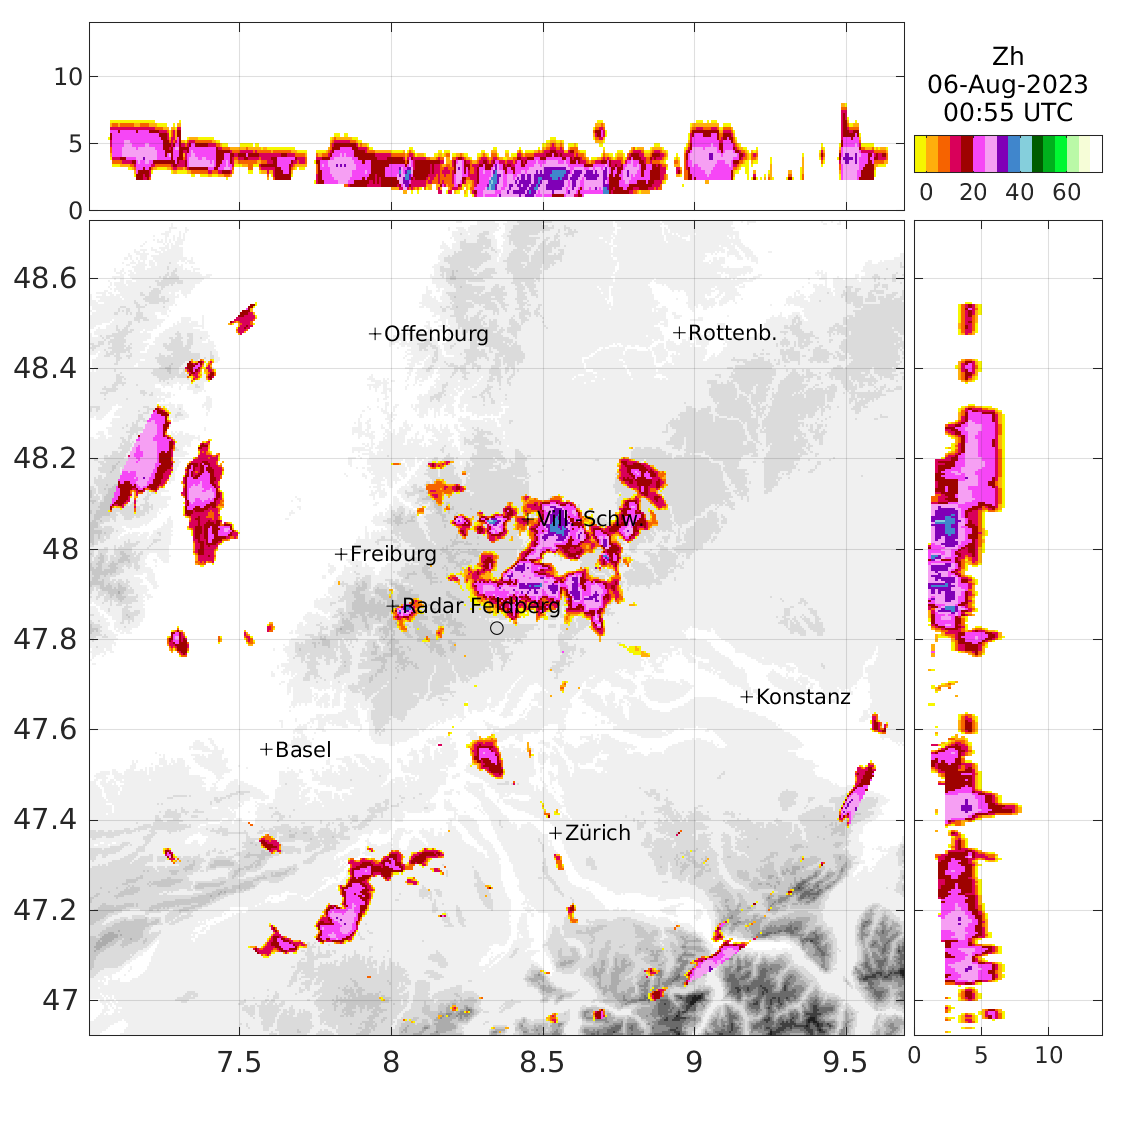 Zh
06-Aug-2023
00:55 UTC
0 20 40 60
10
5
0
48.6
48.4
48.2
48
47.8
47.6
47.4
47.2
47
+Offenburg
+Rottenb.
+Vill.-Schw.
+Freiburg
+Radar Feldberg
+Konstanz
+Basel
+Zürich
7.5 8 8.5 9 9.5
0 5 10